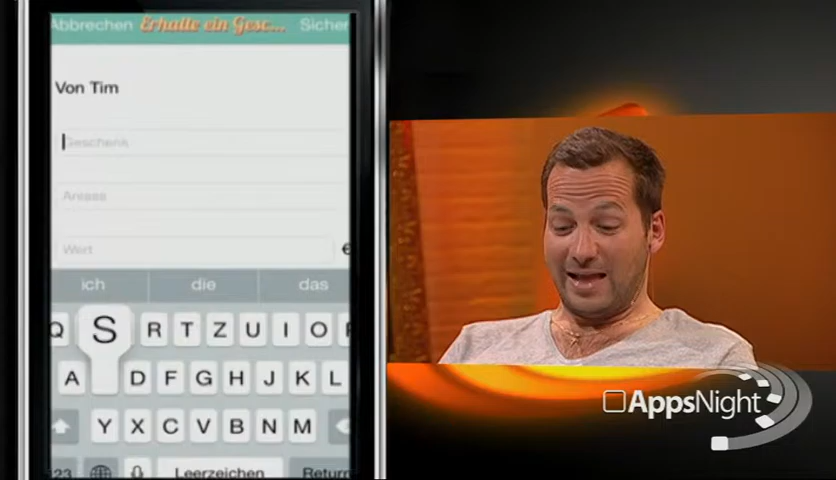 Abbrechen Erhalte ein Gesc... Sicher
Von Tim
Geschenk
Anlass
Wert €
ich die das
Q S R T Z U I O P
A D F G H J K L
Y X C V B N M
123 Leerzeichen Return
AppsNight